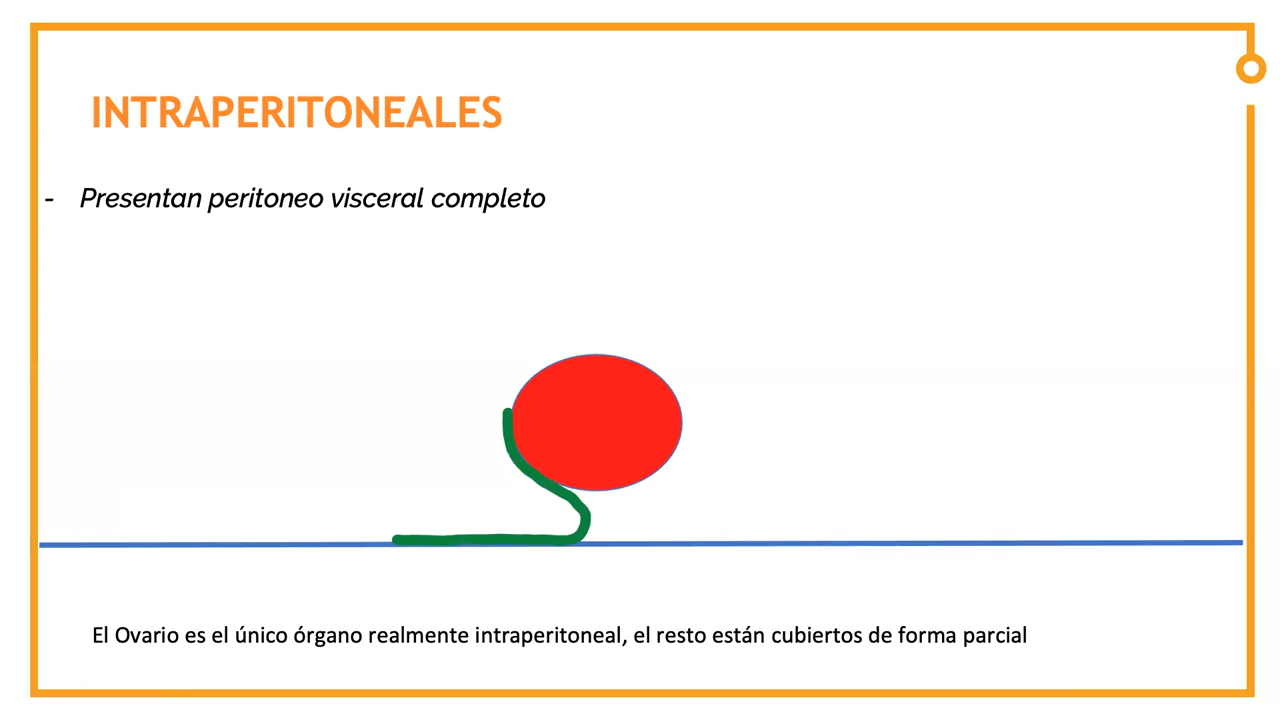 INTRAPERITONEALES
- Presentan peritoneo visceral completo
El Ovario es el único órgano realmente intraperitoneal, el resto están cubiertos de forma parcial